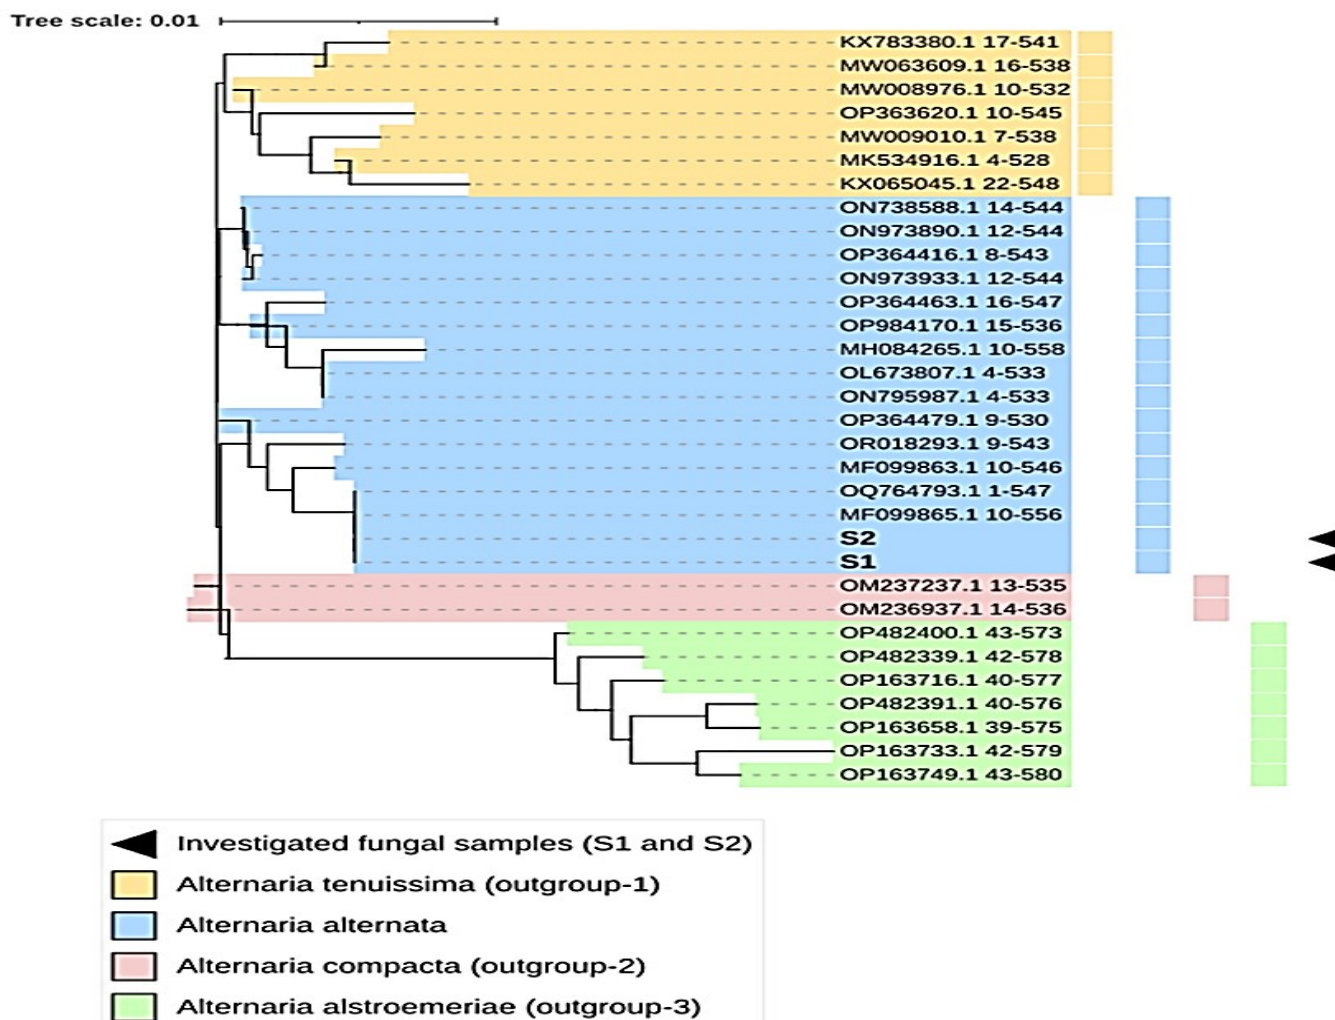 Tree scale: 0.01
KX783380.1 17-541
MW063609.1 16-538
MW008976.1 10-532
OP363620.1 10-545
MW009010.1 7-538
MK534916.1 4-528
KX065045.1 22-548
ON738588.1 14-544
ON973890.1 12-544
OP364416.1 8-543
ON973933.1 12-544
OP364463.1 16-547
OP984170.1 15-536
MH084265.1 10-558
OL673807.1 4-533
ON795987.1 4-533
OP364479.1 9-530
OR018293.1 9-543
MF099863.1 10-546
OQ764793.1 1-547
MF099865.1 10-556
S2
S1
OM237237.1 13-535
OM236937.1 14-536
OP482400.1 43-573
OP482339.1 42-578
OP163716.1 40-577
OP482391.1 40-576
OP163658.1 39-575
OP163733.1 42-579
OP163749.1 43-580
Investigated fungal samples (S1 and S2)
Alternaria tenuissima (outgroup-1)
Alternaria alternata
Alternaria compacta (outgroup-2)
Alternaria alstroemeriae (outgroup-3)